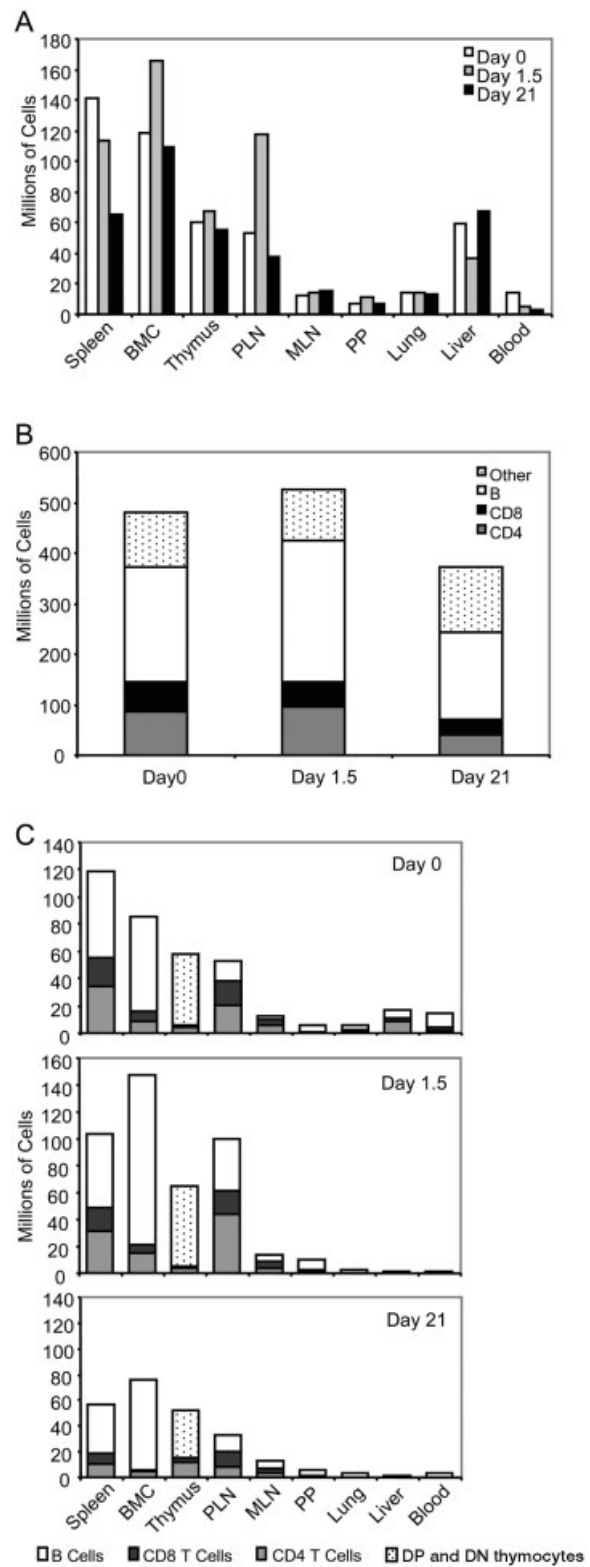 A
Millions of Cells
180
160
140
120
100
80
60
40
20
0
Day 0
Day 1.5
Day 21
Spleen
BMC
Thymus
PLN
MLN
PP
Lung
Liver
Blood
B
Millions of Cells
600
500
400
300
200
100
0
Other
B
CD8
CD4
Day0
Day 1.5
Day 21
C
140
120
100
80
60
40
20
0
Day 0
Millions of Cells
160
140
120
100
80
60
40
20
0
Day 1.5
140
120
100
80
60
40
20
0
Day 21
Spleen
BMC
Thymus
PLN
MLN
PP
Lung
Liver
Blood
B Cells CD8 T Cells CD4 T Cells DP and DN thymocytes